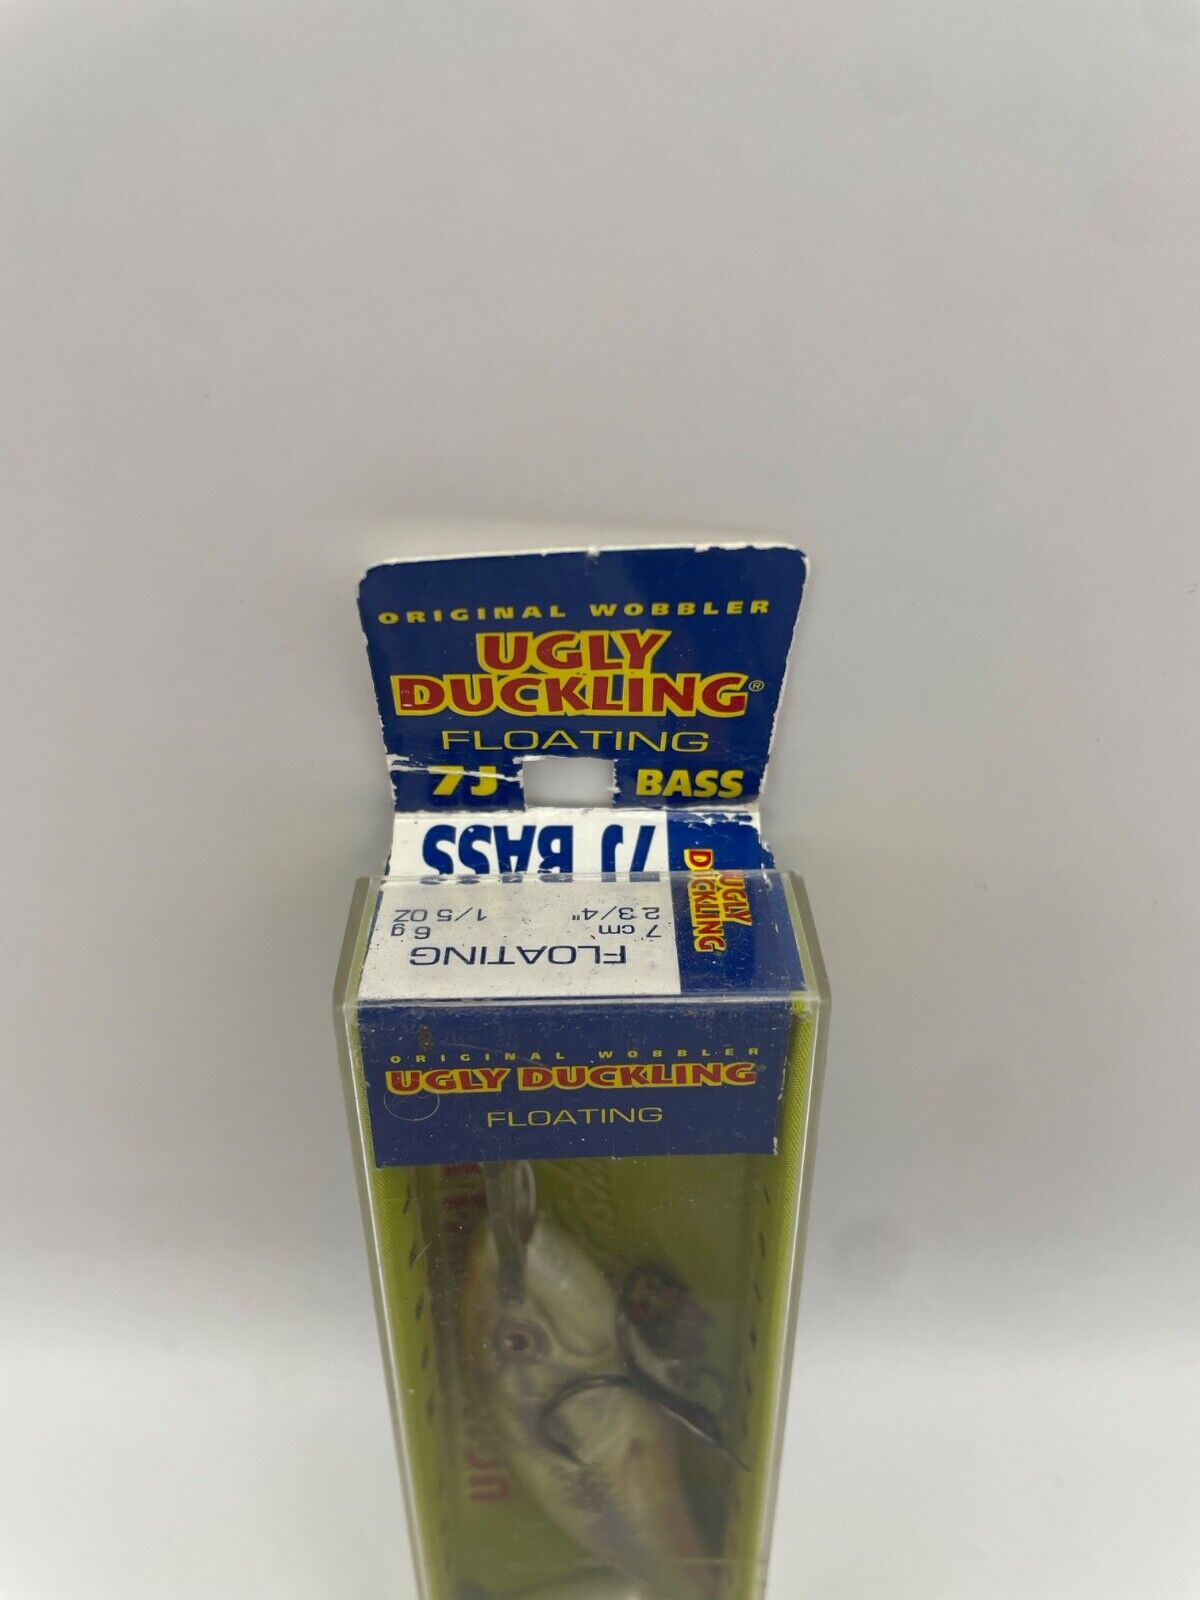 ORIGINAL WOBBLER
UGLY
DUCKLING®
FLOATING
7J BASS
7J BASS
UGLY
DUCKLING
FLOATING
7 cm 6 g
2 3/4" 1/5 OZ
ORIGINAL WOBBLER
UGLY DUCKLING®
FLOATING